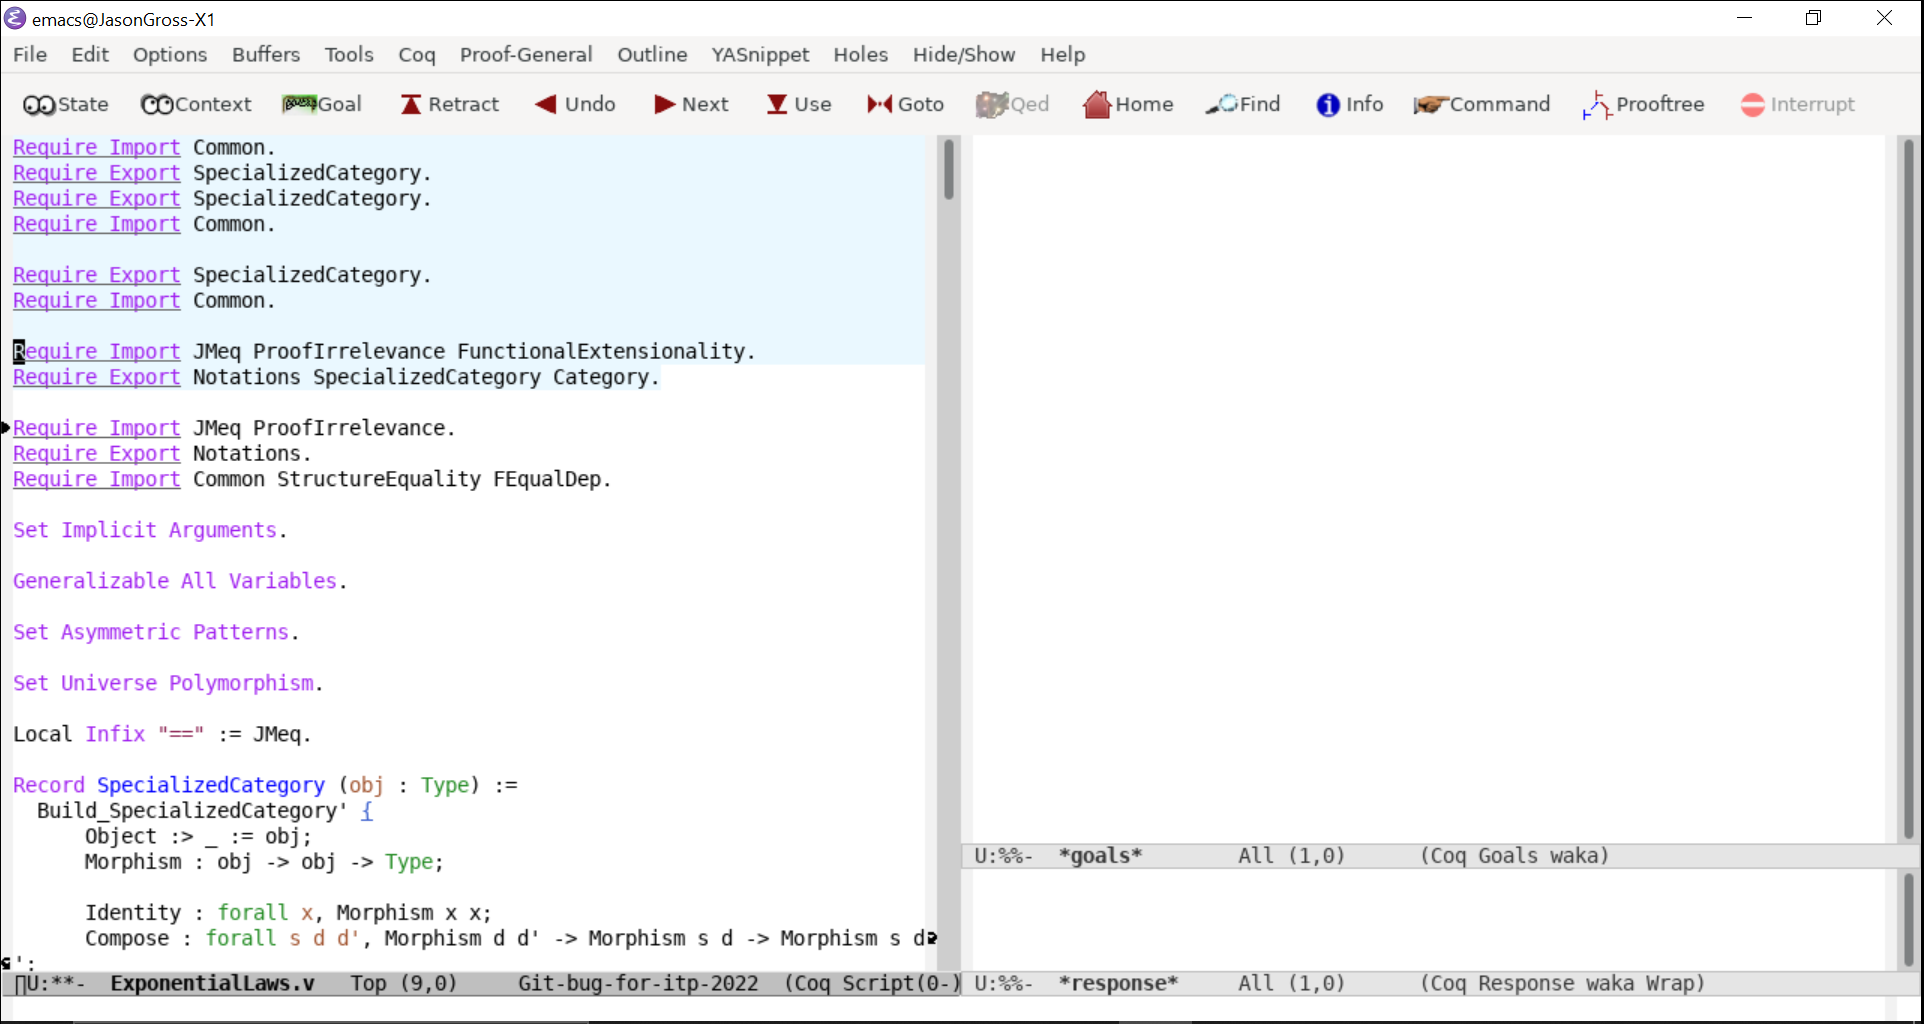 emacs@JasonGross-X1
File Edit Options Buffers Tools Coq Proof-General Outline YASnippet Holes Hide/Show Help
State Context Goal Retract Undo Next Use Goto Qed Home Find Info Command Prooftree Interrupt
Require Import Common.
Require Export SpecializedCategory.
Require Export SpecializedCategory.
Require Import Common.
Require Export SpecializedCategory.
Require Import Common.
Require Import JMeq ProofIrrelevance FunctionalExtensionality.
Require Export Notations SpecializedCategory Category.
Require Import JMeq ProofIrrelevance.
Require Export Notations.
Require Import Common StructureEquality FEqualDep.
Set Implicit Arguments.
Generalizable All Variables.
Set Asymmetric Patterns.
Set Universe Polymorphism.
Local Infix "==" := JMeq.
Record SpecializedCategory (obj : Type) :=
  Build_SpecializedCategory' {
      Object :> _ := obj;
      Morphism : obj -> obj -> Type;
      Identity : forall x, Morphism x x;
      Compose : forall s d d', Morphism d d' -> Morphism s d -> Morphism s d
';
U:**-  ExponentialLaws.v   Top (9,0)     Git-bug-for-itp-2022  (Coq Script(0-)
U:%%-  *goals*        All (1,0)      (Coq Goals waka)
U:%%-  *response*     All (1,0)      (Coq Response waka Wrap)